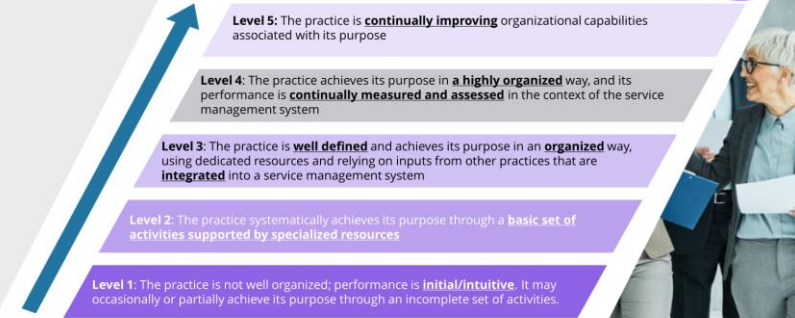 Level 5: The practice is continually improving organizational capabilities
associated with its purpose
Level 4: The practice achieves its purpose in a highly organized way, and its
performance is continually measured and assessed in the context of the service
management system
Level 3: The practice is well defined and achieves its purpose in an organized way,
using dedicated resources and relying on inputs from other practices that are
integrated into a service management system
Level 2: The practice systematically achieves its purpose through a basic set of
activities supported by specialized resources
Level 1: The practice is not well organized; performance is initial/intuitive. It may
occasionally or partially achieve its purpose through an incomplete set of activities.